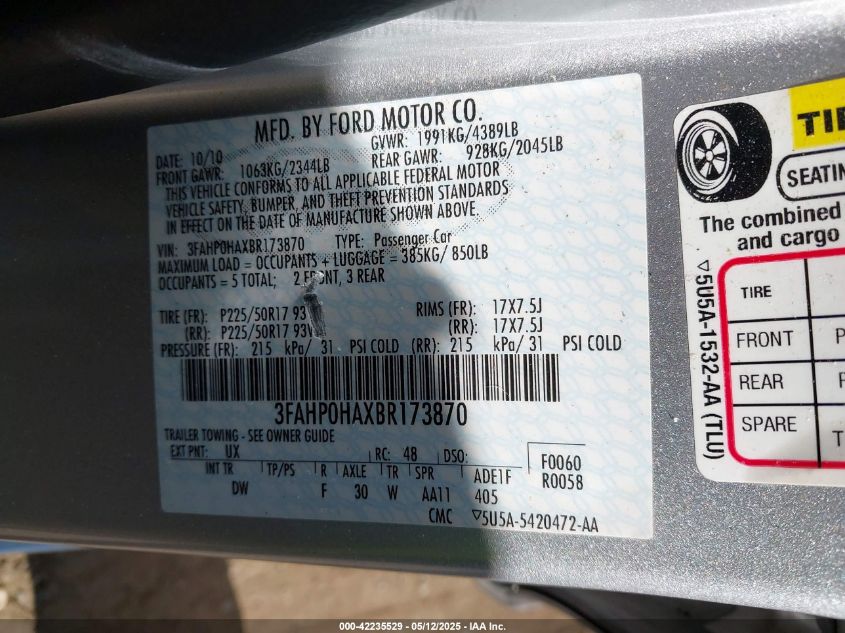 MFD. BY FORD MOTOR CO.
DATE: 10/10 GVWR: 1991KG/4389LB
FRONT GAWR: 1063KG/2344LB REAR GAWR: 928KG/2045LB
THIS VEHICLE CONFORMS TO ALL APPLICABLE FEDERAL MOTOR
VEHICLE SAFETY, BUMPER, AND THEFT PREVENTION STANDARDS
IN EFFECT ON THE DATE OF MANUFACTURE SHOWN ABOVE.
VIN: 3FAHP0HAXBR173870 TYPE: Passenger Car
MAXIMUM LOAD = OCCUPANTS + LUGGAGE = 385KG/ 850LB
OCCUPANTS = 5 TOTAL; 2 FRONT, 3 REAR
TIRE (FR): P225/50R17 93 RIMS (FR): 17X7.5J
(RR): P225/50R17 93V (RR): 17X7.5J
PRESSURE (FR): 215 kPa/ 31 PSI COLD (RR): 215 kPa/ 31 PSI COLD
3FAHP0HAXBR173870
TRAILER TOWING - SEE OWNER GUIDE
EXT PNT: UX RC: 48 DSO: F0060
INT TR TP/PS R AXLE TR SPR ADE1F R0058
DW F 30 W AA11 405
CMC ▽5U5A-5420472-AA
TIR
SEATIN
The combined
and cargo
TIRE
FRONT P
REAR P
SPARE T
▽5U5A-1532-AA (TLU)
000-42235529 - 05/12/2025 - IAA Inc.